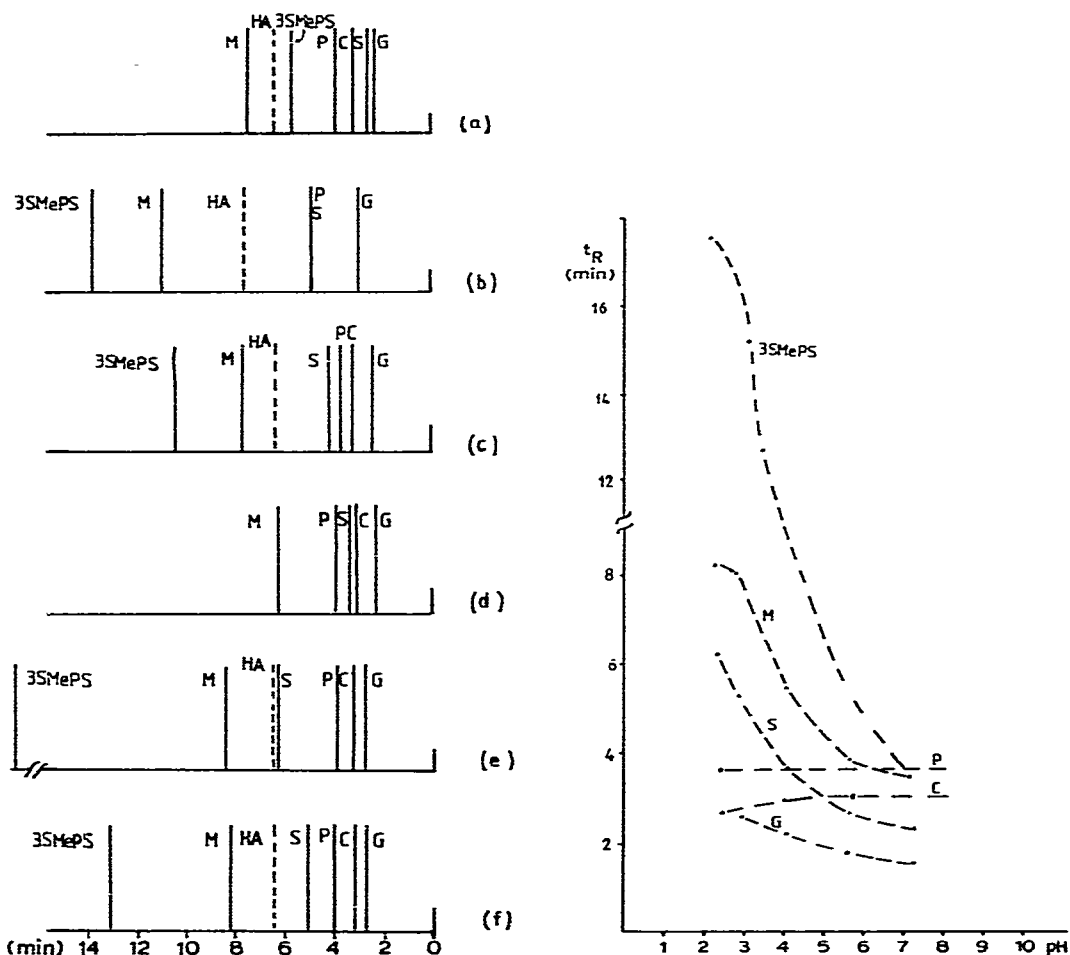 HA 3SMePS
M P C S G
(a)
3SMePS M HA P G
S
(b)
HA PC
3SMePS M S G
(c)
M P S C G
(d)
HA
3SMePS M S P C G
(e)
3SMePS M HA S P C G
(f)
(min) 14 12 10 8 6 4 2 0
tR
(min)
16
14
12
8
6
4
2
3SMePS
M
S
P
C
G
1 2 3 4 5 6 7 8 9 10 pH